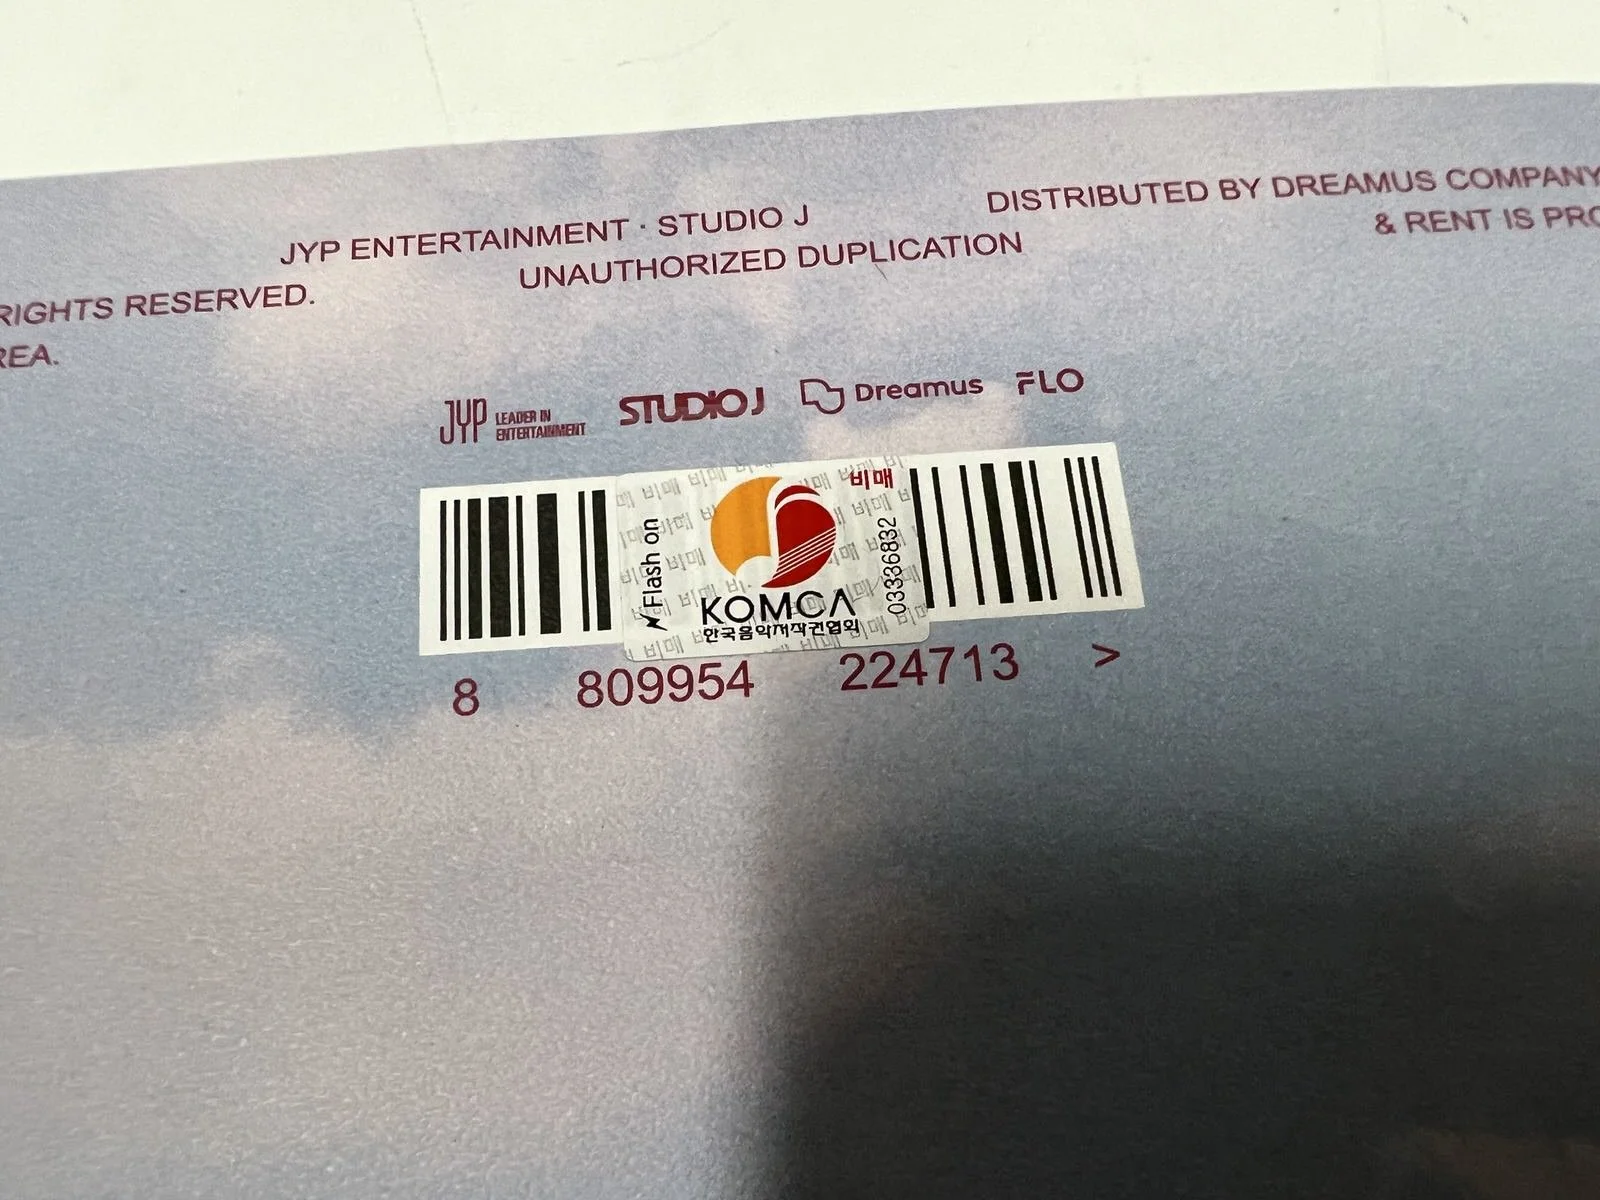 JYP ENTERTAINMENT · STUDIO J
DISTRIBUTED BY DREAMUS COMPANY
RIGHTS RESERVED.
UNAUTHORIZED DUPLICATION
& RENT IS PRO
REA.
JYP LEADER IN
ENTERTAINMENT
STUDIO J
Dreamus
FLO
비매
Flash on
03336832
KOMCA
한국음악저작권협회
8 809954 224713 >